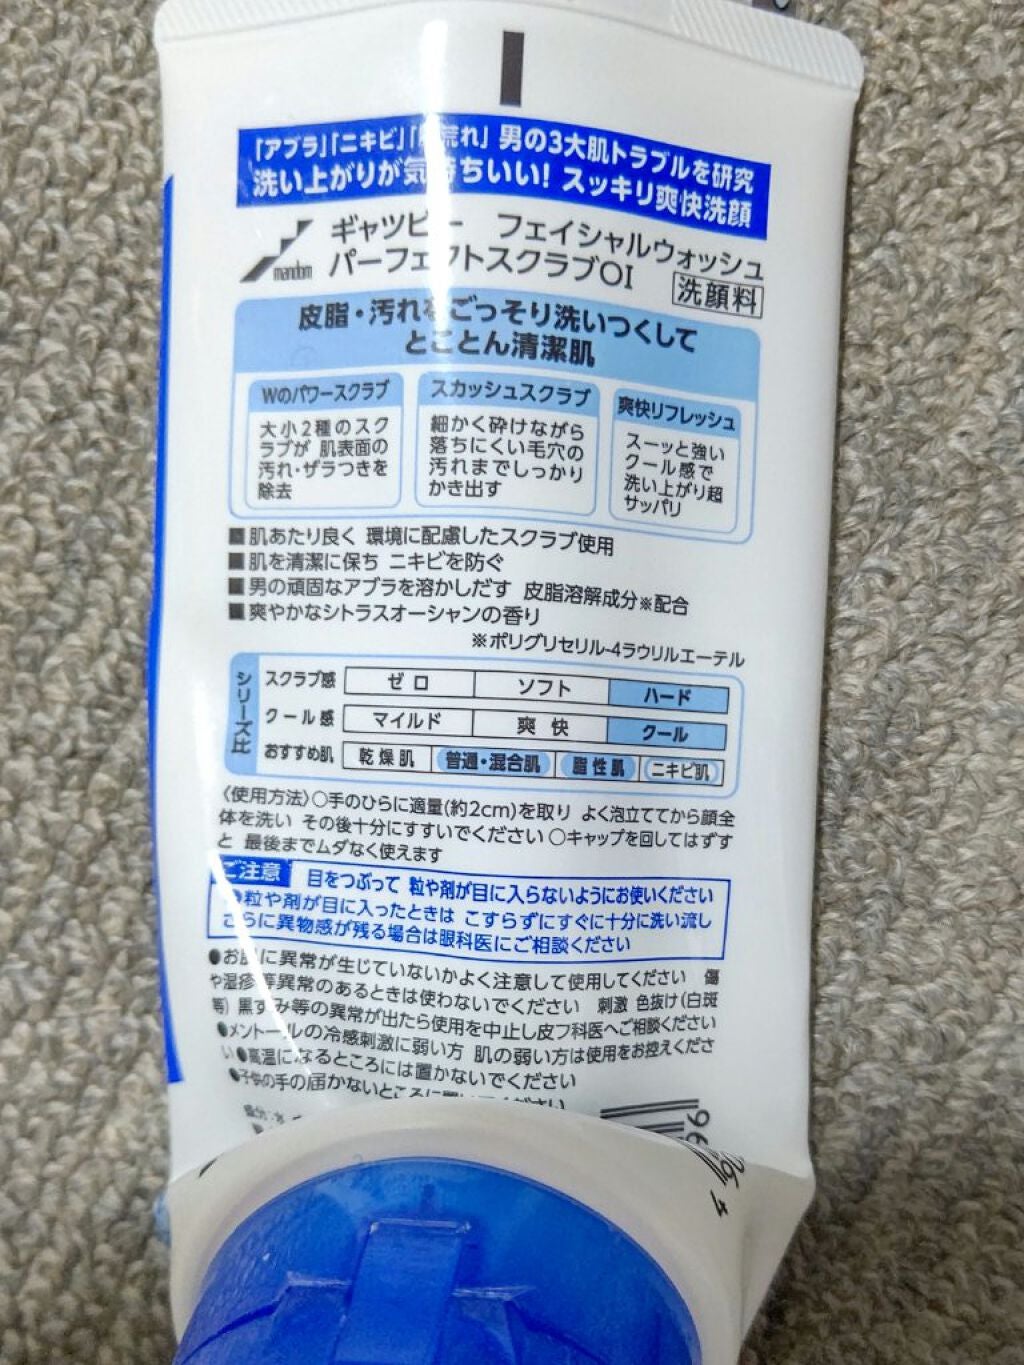 「アブラ」「ニキビ」「肌荒れ」男の3大肌トラブルを研究
洗い上がりが気持ちいい! スッキリ爽快洗顔
mandom
ギャツビー フェイシャルウォッシュ
パーフェクトスクラブOI
洗顔料
皮脂・汚れをごっそり洗いつくして
とことん清潔肌
Wのパワースクラブ
大小2種のスク
ラブが 肌表面の
汚れ・ザラつきを
除去
スカッシュスクラブ
細かく砕けながら
落ちにくい毛穴の
汚れまでしっかり
かき出す
爽快リフレッシュ
スーッと強い
クール感で
洗い上がり超
サッパリ
■肌あたり良く 環境に配慮したスクラブ使用
■肌を清潔に保ち ニキビを防ぐ
■男の頑固なアブラを溶かしだす 皮脂溶解成分※配合
■爽やかなシトラスオーシャンの香り
※ポリグリセリル-4ラウリルエーテル
シリーズ比
スクラブ感 ゼロ ソフト ハード
クール感 マイルド 爽快 クール
おすすめ肌 乾燥肌 普通・混合肌 脂性肌 ニキビ肌
〈使用方法〉○手のひらに適量(約2cm)を取り よく泡立ててから顔全
体を洗い その後十分にすすいでください ○キャップを回してはずす
と 最後までムダなく使えます
ご注意 目をつぶって 粒や剤が目に入らないようにお使いください
●粒や剤が目に入ったときは こすらずにすぐに十分に洗い流し
さらに異物感が残る場合は眼科医にご相談ください
●お肌に異常が生じていないかよく注意して使用してください 傷
や湿疹等異常のあるときは使わないでください 刺激 色抜け(白斑
等) 黒ずみ等の異常が出たら使用を中止し皮フ科医へご相談ください
●メントールの冷感刺激に弱い方 肌の弱い方は使用をお控えくださ
い ●高温になるところには置かないでください
●子供の手の届かないところに置いてください